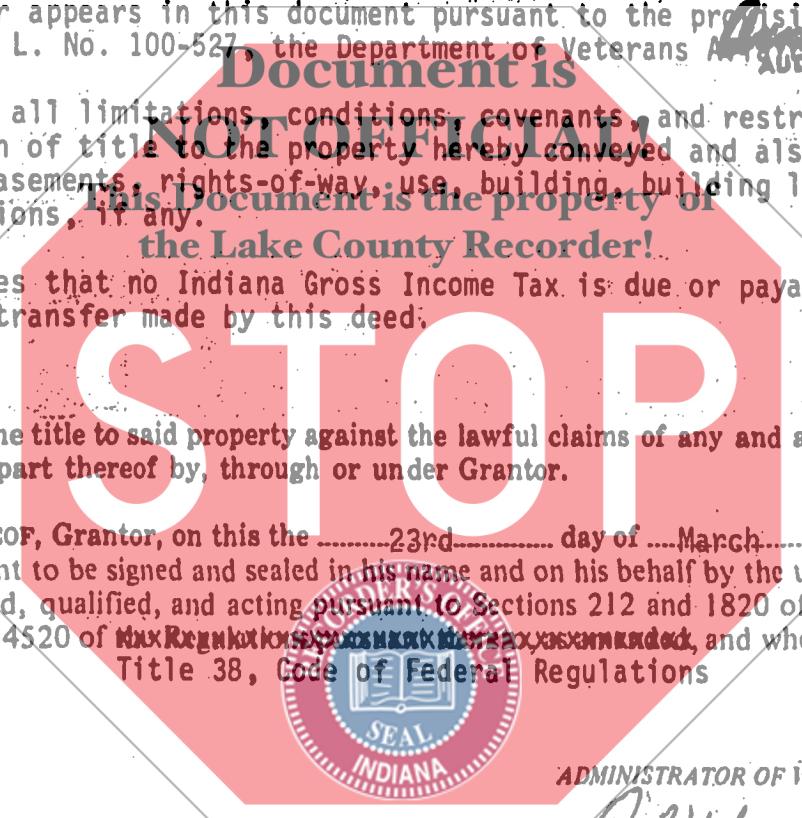 appears in this document pursuant to the
L. No. 100-527, the Department of Veterans
AUT
Document is
all limitations, conditions, covenants, and restr
NOT OFFICIAL!
n of title to the property hereby conveyed and als
asements, rights-of-way, use, building, building l
This Document is the property of
ions, if any.
the Lake County Recorder!
es that no Indiana Gross Income Tax is due or paya
transfer made by this deed.
STOP
he title to said property against the lawful claims of any and a
part thereof by, through or under Grantor.
OF, Grantor, on this the 23rd day of March
nt to be signed and sealed in his name and on his behalf by the u
d, qualified, and acting pursuant to Sections 212 and 1820 of
4520 of and whe
Title 38, Code of Federal Regulations
RECORDER'S OFFICE
SEAL
INDIANA
ADMINISTRATOR OF V